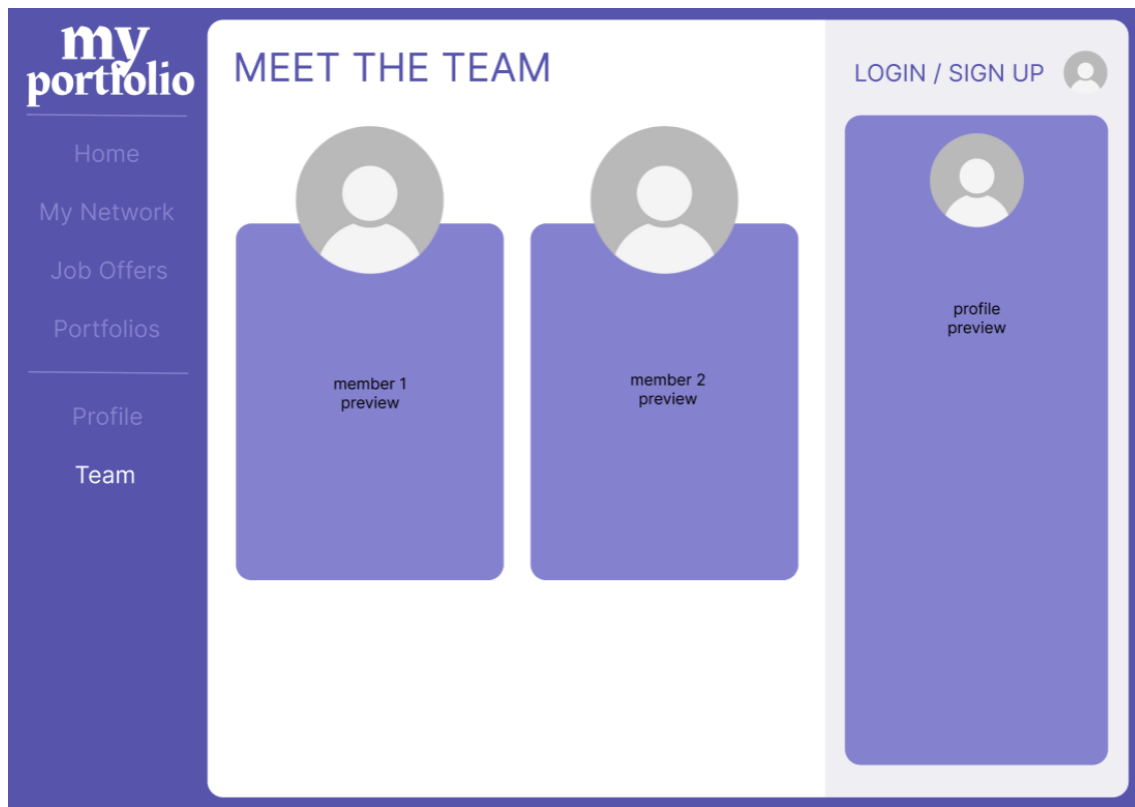 my
portfolio
Home
My Network
Job Offers
Portfolios
Profile
Team
MEET THE TEAM
member 1
preview
member 2
preview
LOGIN / SIGN UP
profile
preview